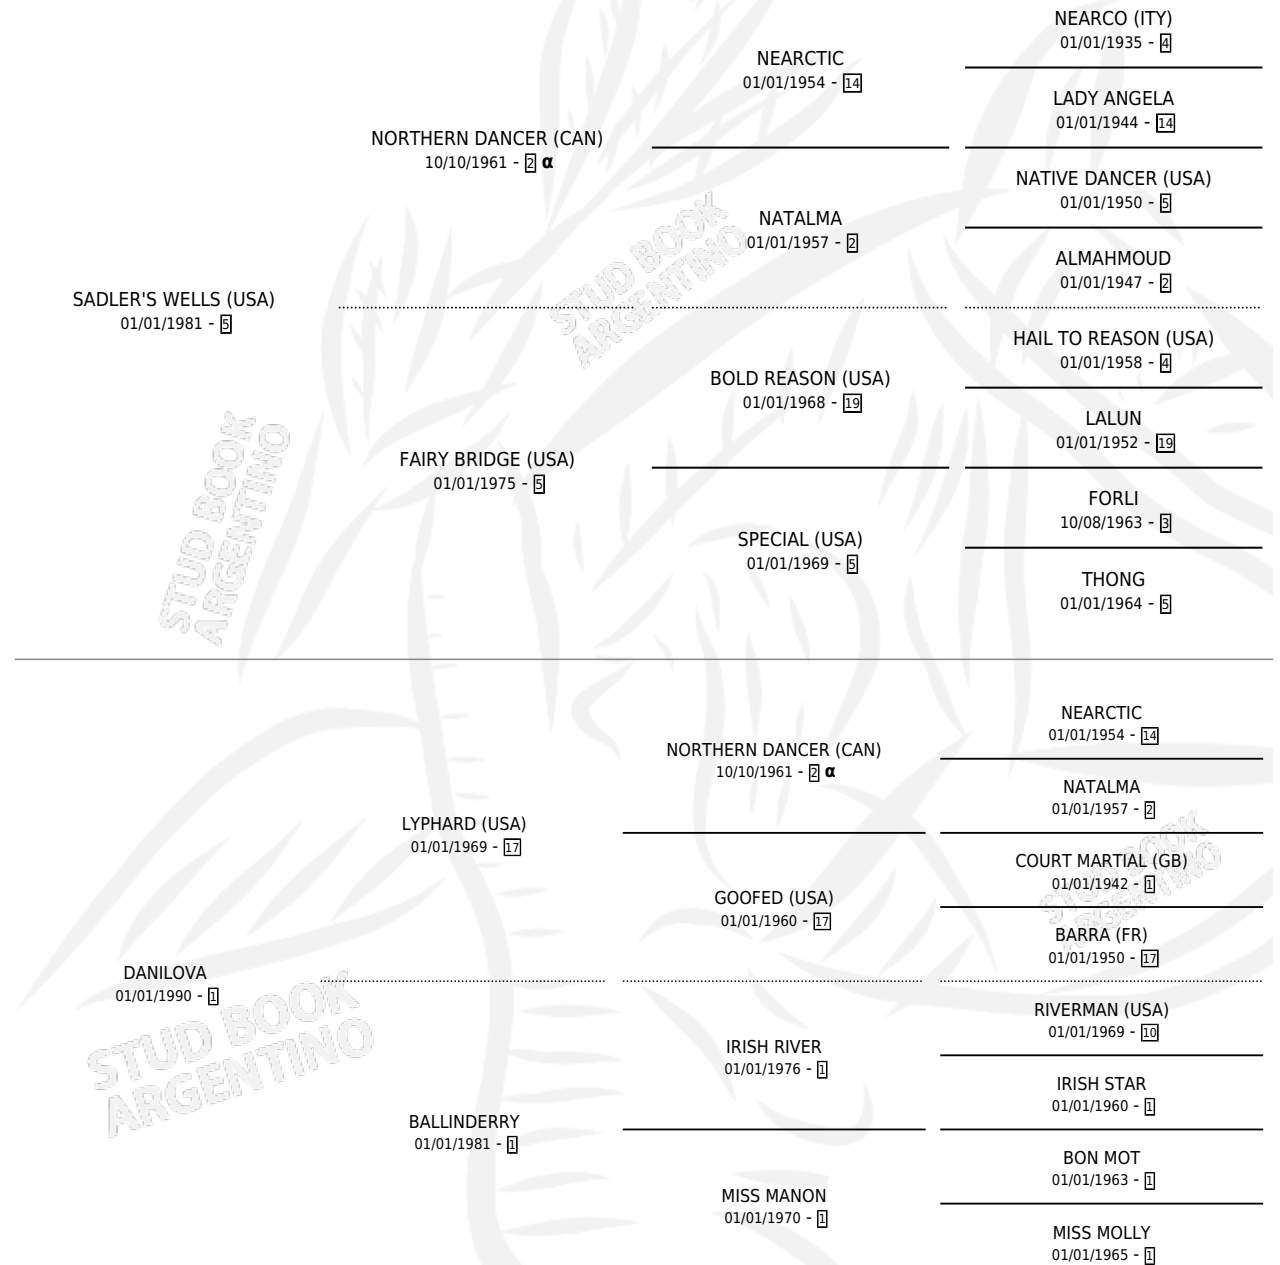 NEARCO (ITY)
01/01/1935 - 4
NEARCTIC
01/01/1954 - 14
LADY ANGELA
01/01/1944 - 14
NORTHERN DANCER (CAN)
10/10/1961 - 2 α
NATIVE DANCER (USA)
01/01/1950 - 5
NATALMA
01/01/1957 - 2
ALMAHMOUD
01/01/1947 - 2
STUD BOOK
ARGENTINO
SADLER'S WELLS (USA)
01/01/1981 - 5
HAIL TO REASON (USA)
01/01/1958 - 4
BOLD REASON (USA)
01/01/1968 - 19
LALUN
01/01/1952 - 19
FAIRY BRIDGE (USA)
01/01/1975 - 5
FORLI
10/08/1963 - 3
SPECIAL (USA)
01/01/1969 - 5
THONG
01/01/1964 - 5
STUD BOOK
ARGENTINO
NEARCTIC
01/01/1954 - 14
NORTHERN DANCER (CAN)
10/10/1961 - 2 α
NATALMA
01/01/1957 - 2
LYPHARD (USA)
01/01/1969 - 17
COURT MARTIAL (GB)
01/01/1942 - 1
GOOFED (USA)
01/01/1960 - 17
BARRA (FR)
01/01/1950 - 17
STUD BOOK
ARGENTINO
DANILOVA
01/01/1990 - 1
RIVERMAN (USA)
01/01/1969 - 10
IRISH RIVER
01/01/1976 - 1
IRISH STAR
01/01/1960 - 1
BALLINDERRY
01/01/1981 - 1
BON MOT
01/01/1963 - 1
MISS MANON
01/01/1970 - 1
MISS MOLLY
01/01/1965 - 1
STUD BOOK
ARGENTINO